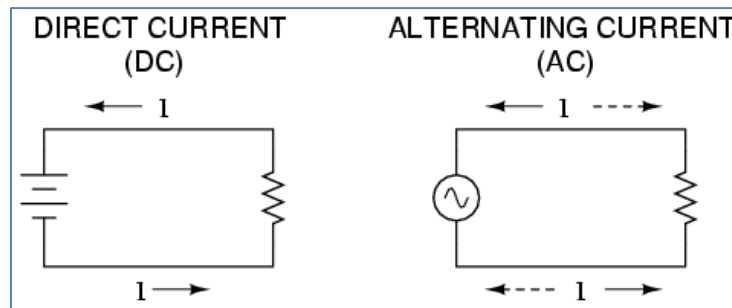 DIRECT CURRENT
(DC)
ALTERNATING CURRENT
(AC)
I
I
I
I